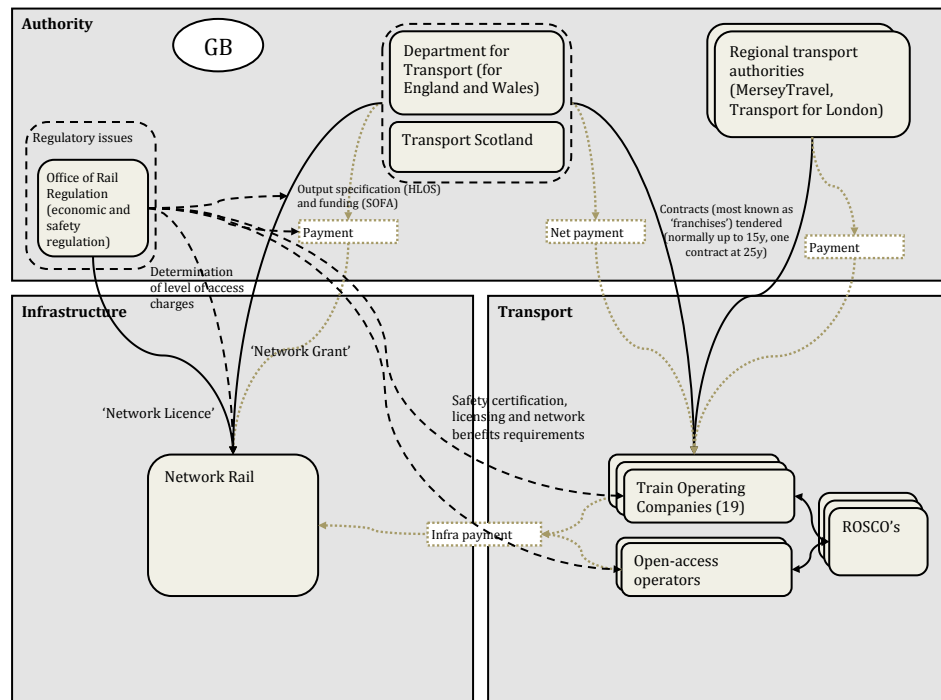 Authority
GB
Department for
Transport (for
England and Wales)
Transport Scotland
Regional transport
authorities
(MerseyTravel,
Transport for London)
Regulatory issues
Office of Rail
Regulation
(economic and
safety
regulation)
Output specification (HLOS)
and funding (SOFA)
Payment
Net payment
Contracts (most known as
‘franchises’) tendered
(normally up to 15y, one
contract at 25y)
Payment
Determination
of level of access
charges
Infrastructure
Transport
‘Network Grant’
‘Network Licence’
Safety certification,
licensing and network
benefits requirements
Network Rail
Train Operating
Companies (19)
ROSCO’s
Infra payment
Open-access
operators